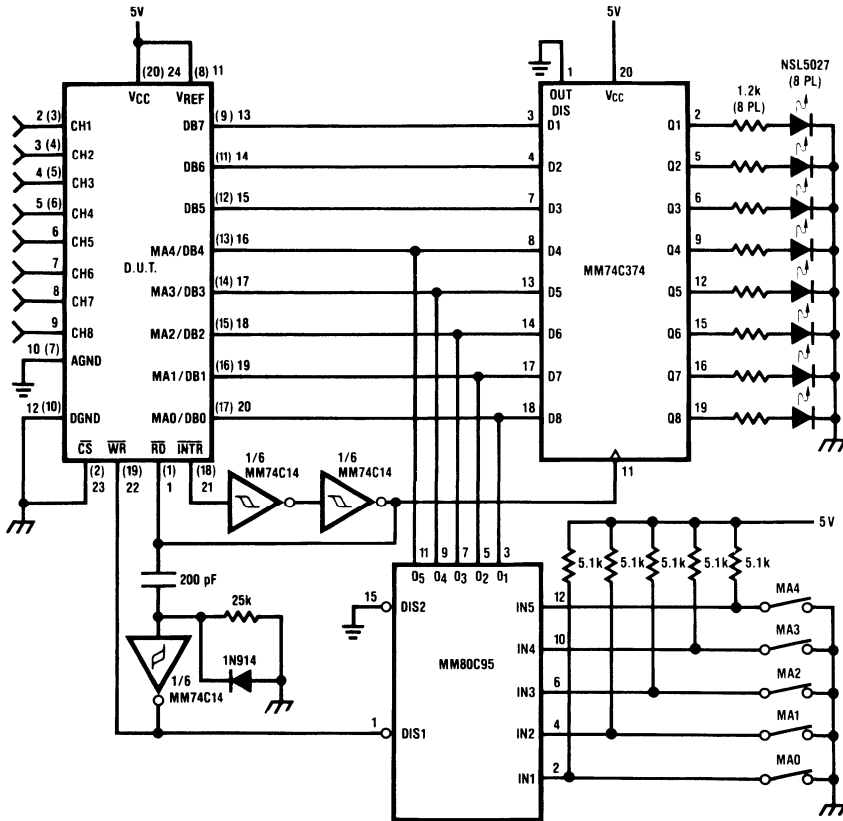 5V
5V
(20) 24
(8) 11
VCC
VREF
1
20
OUT
DIS
VCC
NSL5027
(8 PL)
1.2k
(8 PL)
2 (3)
CH1
DB7
(9) 13
3
D1
Q1
2
3 (4)
CH2
DB6
(11) 14
4
D2
Q2
5
4 (5)
CH3
DB5
(12) 15
7
D3
Q3
6
5 (6)
CH4
MA4/DB4
(13) 16
8
D4
Q4
9
6
CH5
D.U.T.
MM74C374
7
CH6
MA3/DB3
(14) 17
13
D5
Q5
12
8
CH7
MA2/DB2
(15) 18
14
D6
Q6
15
9
CH8
10 (7)
AGND
MA1/DB1
(16) 19
17
D7
Q7
16
12 (10)
DGND
MA0/DB0
(17) 20
18
D8
Q8
19
CS
WR
RD
INTR
(2)
23
(19)
22
(1)
1
(18)
21
1/6
MM74C14
1/6
MM74C14
11
5V
5.1k
5.1k
5.1k
5.1k
5.1k
11
9
7
5
3
O5
O4
O3
O2
O1
200 pF
25k
1N914
1/6
MM74C14
15
DIS2
MM80C95
1
DIS1
IN5
12
MA4
IN4
10
MA3
IN3
6
MA2
IN2
4
MA1
IN1
2
MA0